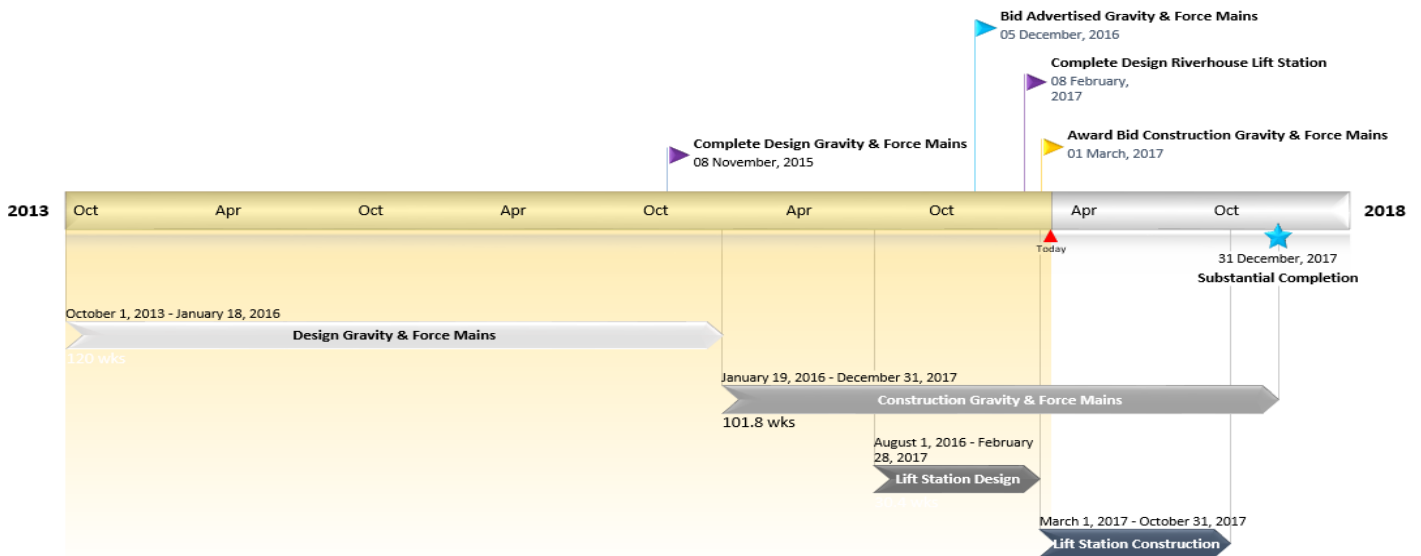 Bid Advertised Gravity & Force Mains
05 December, 2016
Complete Design Riverhouse Lift Station
08 February,
2017
Award Bid Construction Gravity & Force Mains
01 March, 2017
Complete Design Gravity & Force Mains
08 November, 2015
2013 Oct Apr Oct Apr Oct Apr Oct Apr Oct 2018
Today
31 December, 2017
Substantial Completion
October 1, 2013 - January 18, 2016
Design Gravity & Force Mains
120 wks
January 19, 2016 - December 31, 2017
Construction Gravity & Force Mains
101.8 wks
August 1, 2016 - February
28, 2017
Lift Station Design
March 1, 2017 - October 31, 2017
Lift Station Construction